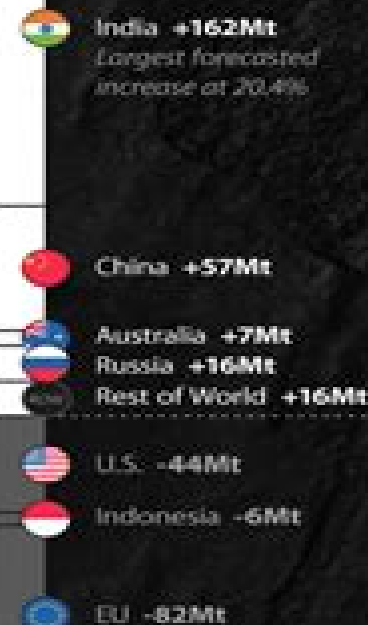 India +162Mt
Largest forecasted
increase at 20.4%
China +57Mt
Australia +7Mt
Russia +16Mt
Rest of World +16Mt
U.S. -44Mt
Indonesia -6Mt
EU -82Mt